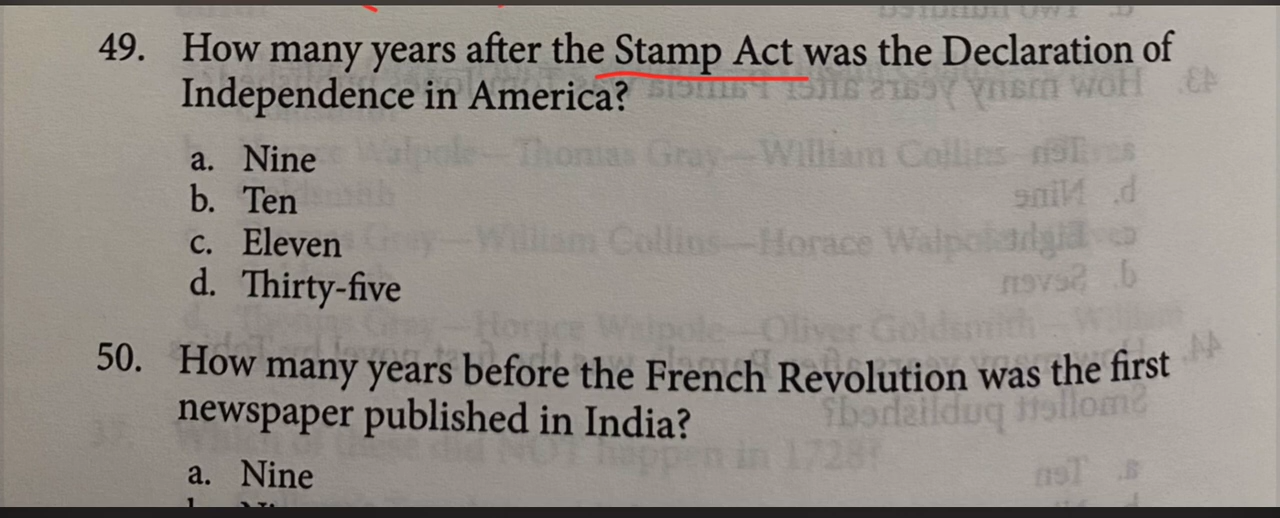 49. How many years after the Stamp Act was the Declaration of
Independence in America?
a. Nine
b. Ten
c. Eleven
d. Thirty-five
50. How many years before the French Revolution was the first
newspaper published in India?
a. Nine